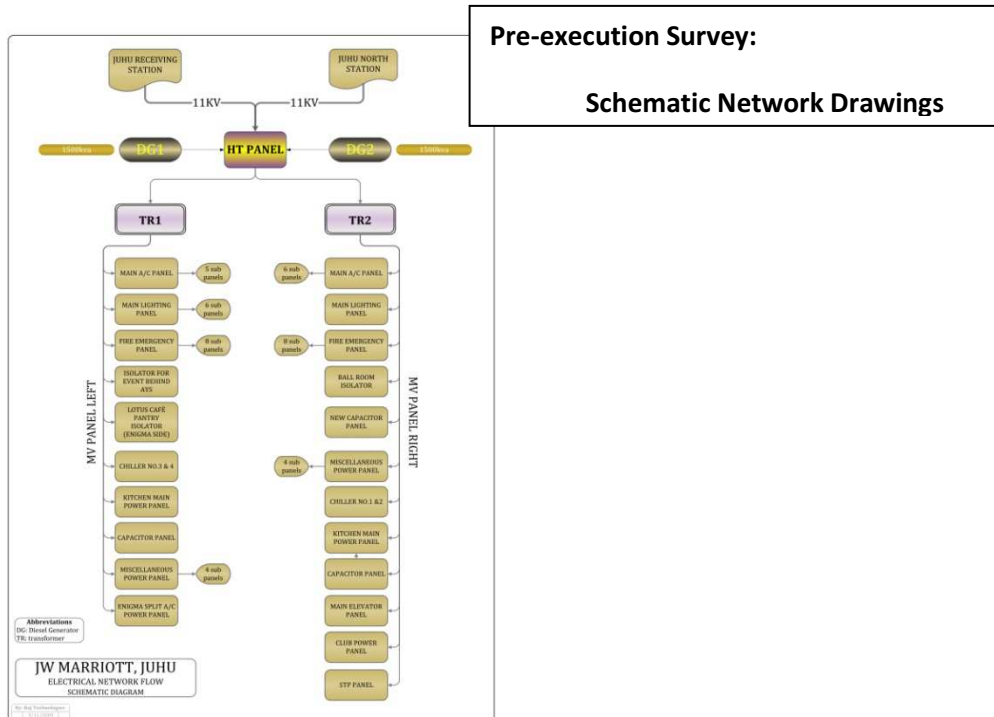 Pre-execution Survey:
Schematic Network Drawings
JUHU RECEIVING
STATION
JUHU NORTH
STATION
11KV
11KV
1500kva
DG1
HT PANEL
DG2
1500kva
TR1
TR2
MV PANEL LEFT
MAIN A/C PANEL
5 sub
panels
MAIN LIGHTING
PANEL
6 sub
panels
FIRE EMERGENCY
PANEL
8 sub
panels
ISOLATOR FOR
EVENT BEHIND
AYS
LOTUS CAFÉ
PANTRY
ISOLATOR
(ENIGMA SIDE)
CHILLER NO.3 & 4
KITCHEN MAIN
POWER PANEL
CAPACITOR PANEL
MISCELLANEOUS
POWER PANEL
4 sub
panels
ENIGMA SPLIT A/C
POWER PANEL
MV PANEL RIGHT
6 sub
panels
MAIN A/C PANEL
MAIN LIGHTING
PANEL
8 sub
panels
FIRE EMERGENCY
PANEL
BALL ROOM
ISOLATOR
NEW CAPACITOR
PANEL
4 sub
panels
MISCELLANEOUS
POWER PANEL
CHILLER NO.1 &2
KITCHEN MAIN
POWER PANEL
CAPACITOR PANEL
MAIN ELEVATOR
PANEL
CLUB POWER
PANEL
STP PANEL
Abbreviations
DG: Diesel Generator
TR: transformer
JW MARRIOTT, JUHU
ELECTRICAL NETWORK FLOW
SCHEMATIC DIAGRAM